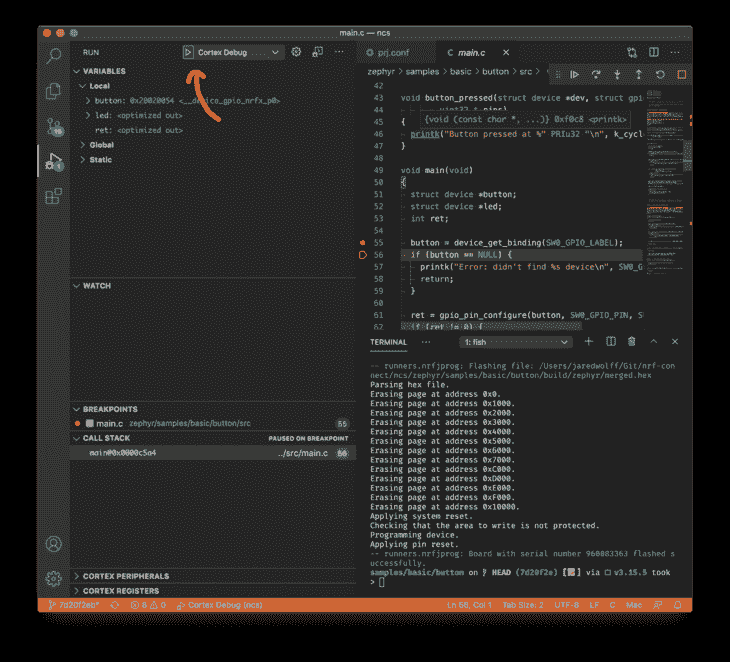 main.c — ncs
RUN
Cortex Debug
VARIABLES
Local
button: 0x20020054 <__device_gpio_nrfx_p0>
led: <optimized out>
ret: <optimized out>
Global
Static
WATCH
BREAKPOINTS
main.c zephyr/samples/basic/button/src 55
CALL STACK PAUSED ON BREAKPOINT
main@0x0000c5a4 ../src/main.c 56
CORTEX PERIPHERALS
CORTEX REGISTERS
prj.conf
C main.c
zephyr > samples > basic > button > src >
42
43 void button_pressed(struct device *dev, struct gpi
{void (const char *, ...)} 0xf0c8 <printk>
45 {
46 printk("Button pressed at %" PRIu32 "\n", k_cycl
47 }
48
49 void main(void)
50 {
51 struct device *button;
52 struct device *led;
53 int ret;
54
55 button = device_get_binding(SW0_GPIO_LABEL);
56 if (button == NULL) {
57 printk("Error: didn't find %s device\n", SW0_G
58 return;
59 }
60
61 ret = gpio_pin_configure(button, SW0_GPIO_PIN, S
62 if (ret != 0) {
TERMINAL
1: fish
-- runners.nrfjprog: Flashing file: /Users/jaredwolff/Git/nrf-con
nect/ncs/zephyr/samples/basic/button/build/zephyr/merged.hex
Parsing hex file.
Erasing page at address 0x0.
Erasing page at address 0x1000.
Erasing page at address 0x2000.
Erasing page at address 0x3000.
Erasing page at address 0x4000.
Erasing page at address 0x5000.
Erasing page at address 0x6000.
Erasing page at address 0x7000.
Erasing page at address 0xC000.
Erasing page at address 0xD000.
Erasing page at address 0xE000.
Erasing page at address 0xF000.
Erasing page at address 0x10000.
Applying system reset.
Checking that the area to write is not protected.
Programming device.
Applying pin reset.
-- runners.nrfjprog: Board with serial number 960083363 flashed s
uccessfully.
samples/basic/button on HEAD (7d20f2e) via v3.15.5 took
>
7d20f2ea* 6 0 Cortex Debug (ncs) Ln 56, Col 1 Tab Size: 2 UTF-8 LF C Mac